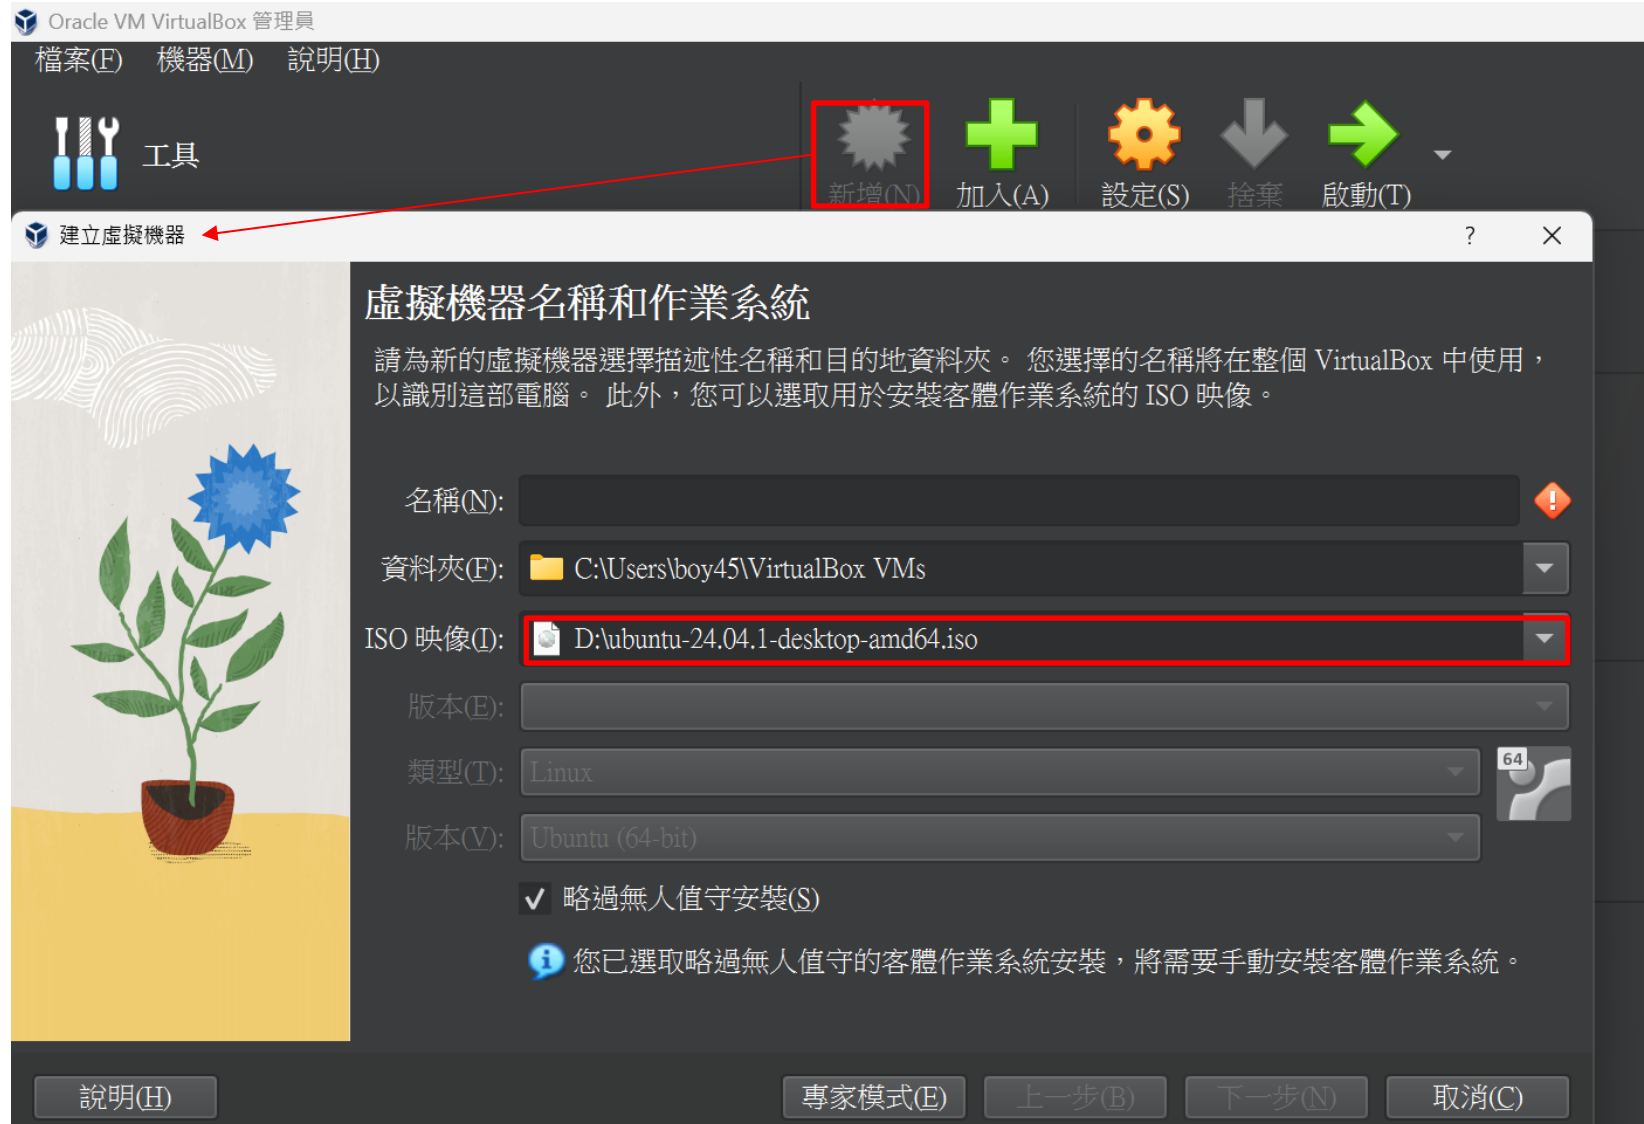 Oracle VM VirtualBox 管理員
檔案(F) 機器(M) 說明(H)
工具
新增(N) 加入(A) 設定(S) 捨棄 啟動(T)
建立虛擬機器
?
虛擬機器名稱和作業系統
請為新的虛擬機器選擇描述性名稱和目的地資料夾。 您選擇的名稱將在整個 VirtualBox 中使用，
以識別這部電腦。 此外，您可以選取用於安裝客體作業系統的 ISO 映像。
名稱(N):
資料夾(F): C:\Users\boy45\VirtualBox VMs
ISO 映像(I): D:\ubuntu-24.04.1-desktop-amd64.iso
版本(E):
類型(T): Linux
64
版本(V): Ubuntu (64-bit)
略過無人值守安裝(S)
您已選取略過無人值守的客體作業系統安裝，將需要手動安裝客體作業系統。
說明(H) 專家模式(E) 上一步(B) 下一步(N) 取消(C)